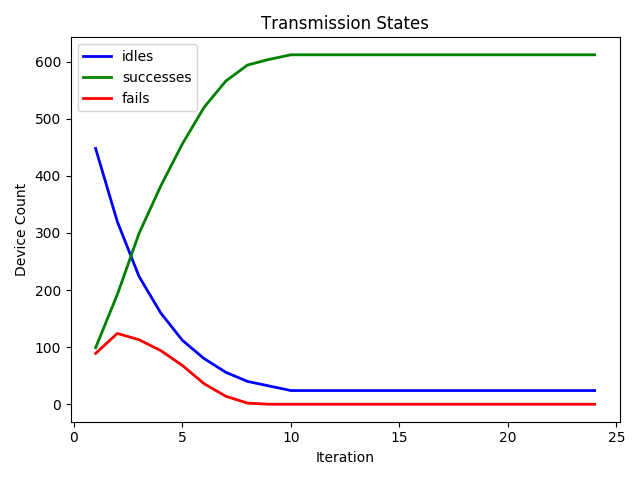 Transmission States
idles
successes
fails
Device Count
600
500
400
300
200
100
0
0
5
10
15
20
25
Iteration